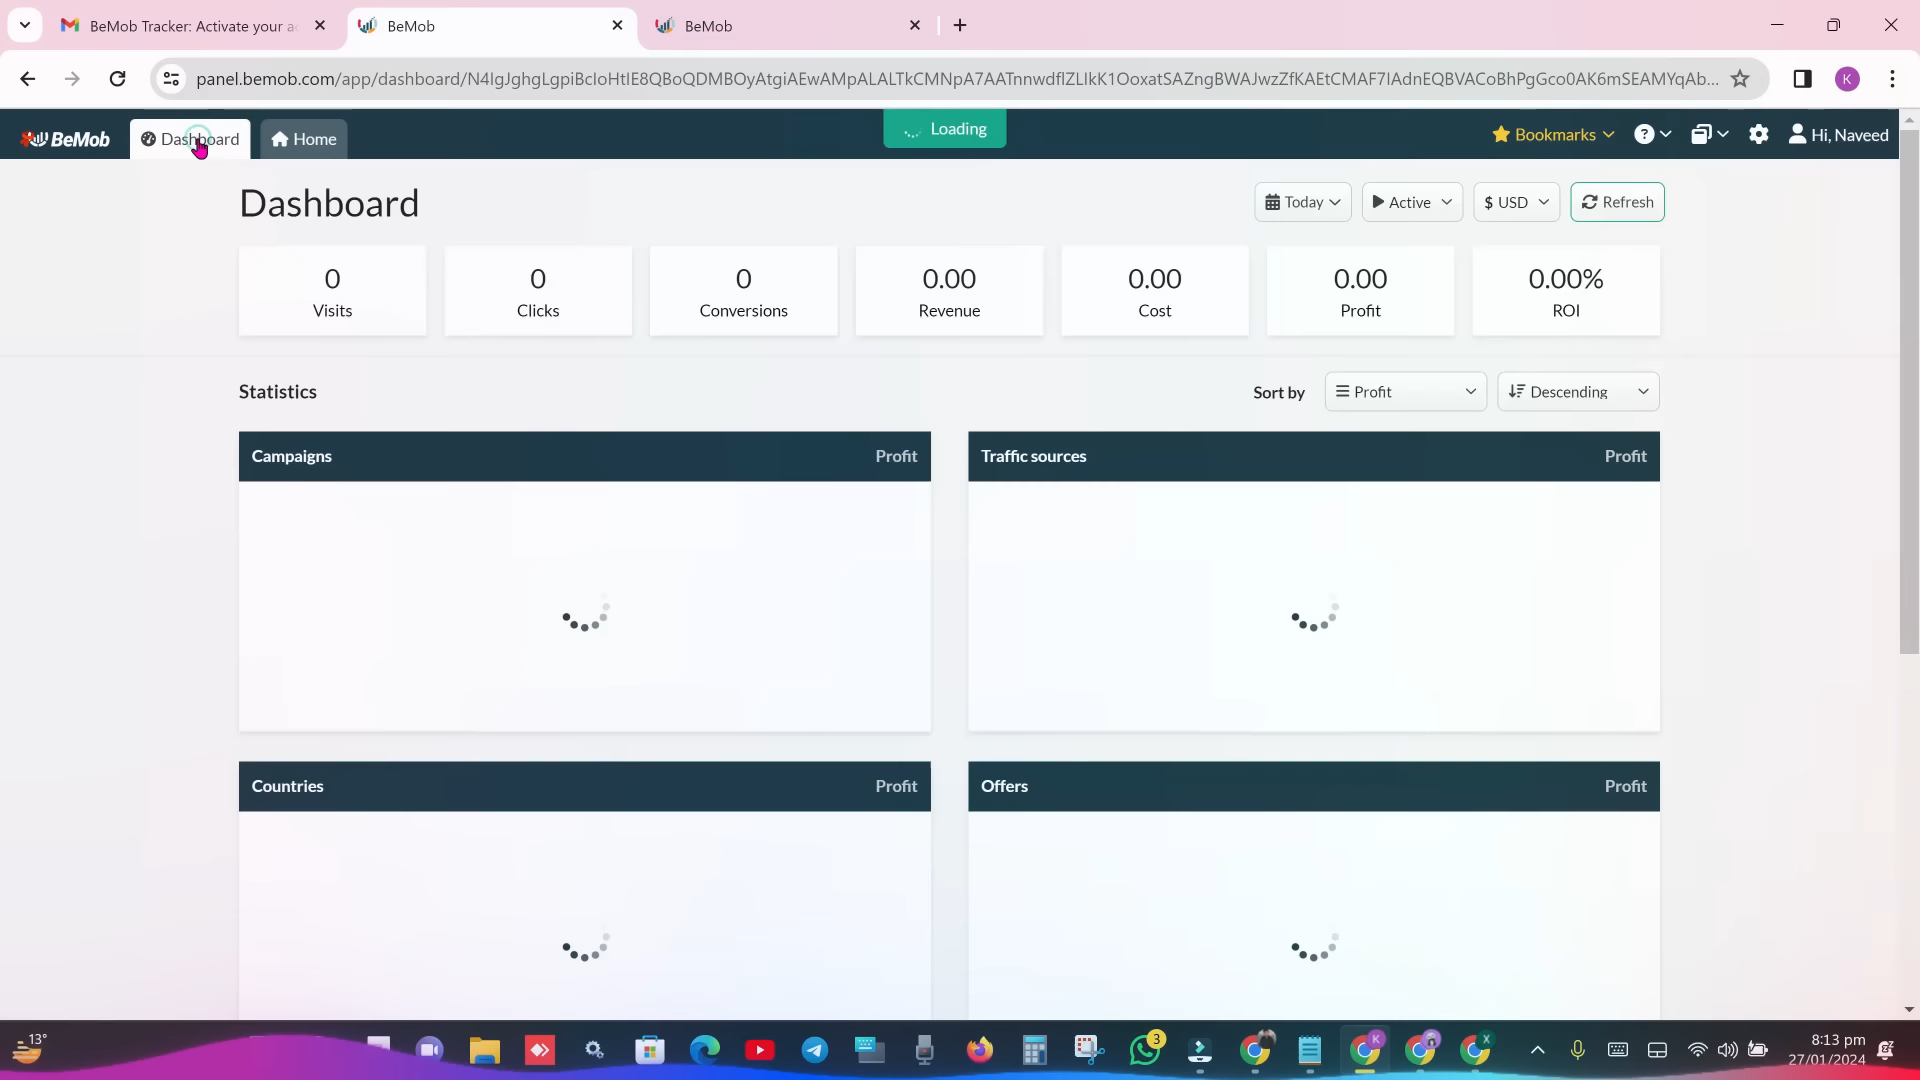 BeMob Tracker: Activate your a
BeMob
BeMob
panel.bemob.com/app/dashboard/
BeMob
Dashboard
Home
Loading
Bookmarks
Hi, Naveed
Dashboard
Today
Active
$ USD
Refresh
0
Visits
0
Clicks
0
Conversions
0.00
Revenue
0.00
Cost
0.00
Profit
0.00%
ROI
Statistics
Sort by
Profit
Descending
Campaigns
Profit
Traffic sources
Profit
Countries
Profit
Offers
Profit
13°
3
8:13 pm
27/01/2024